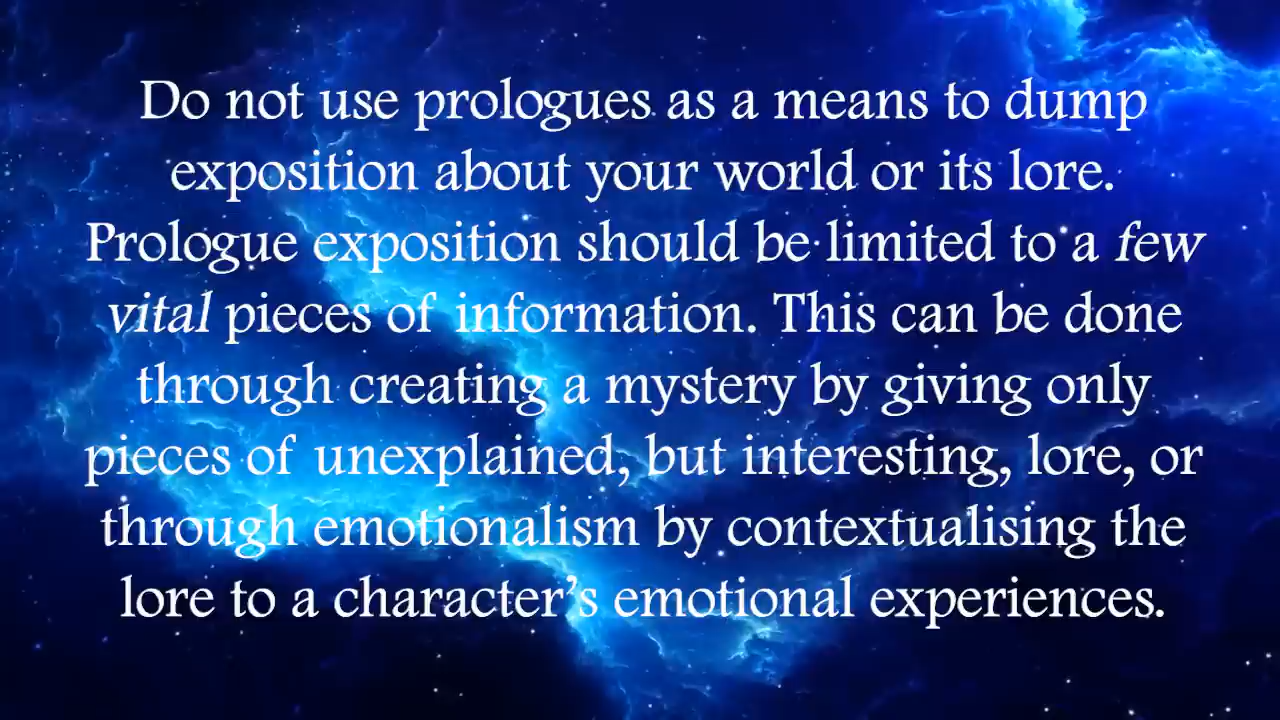 Do not use prologues as a means to dump
exposition about your world or its lore.
Prologue exposition should be limited to a few
vital pieces of information. This can be done
through creating a mystery by giving only
pieces of unexplained, but interesting, lore, or
through emotionalism by contextualising the
lore to a character's emotional experiences.